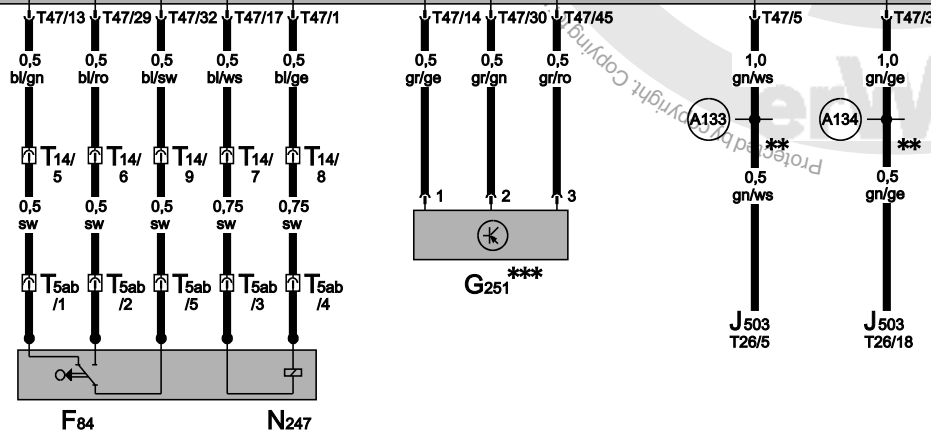 T47/13 T47/29 T47/32 T47/17 T47/1 T47/14 T47/30 T47/45 T47/5
0,5 0,5 0,5 0,5 0,5 0,5 0,5 0,5 1,0 1,0
bl/gn bl/ro bl/sw bl/ws bl/ge gr/ge gr/gn gr/ro gn/ws gn/ge
A133 A134
** **
T14/ T14/ T14/ T14/ T14/
5 6 9 7 8
0,5 0,5 0,5 0,75 0,75 0,5 0,5
sw sw sw sw sw gn/ws gn/ge
1 2 3
T5ab T5ab T5ab T5ab T5ab
/1 /2 /5 /3 /4
G251***
J503 J503
T26/5 T26/18
F84 N247
Protected by copyright. Copyright